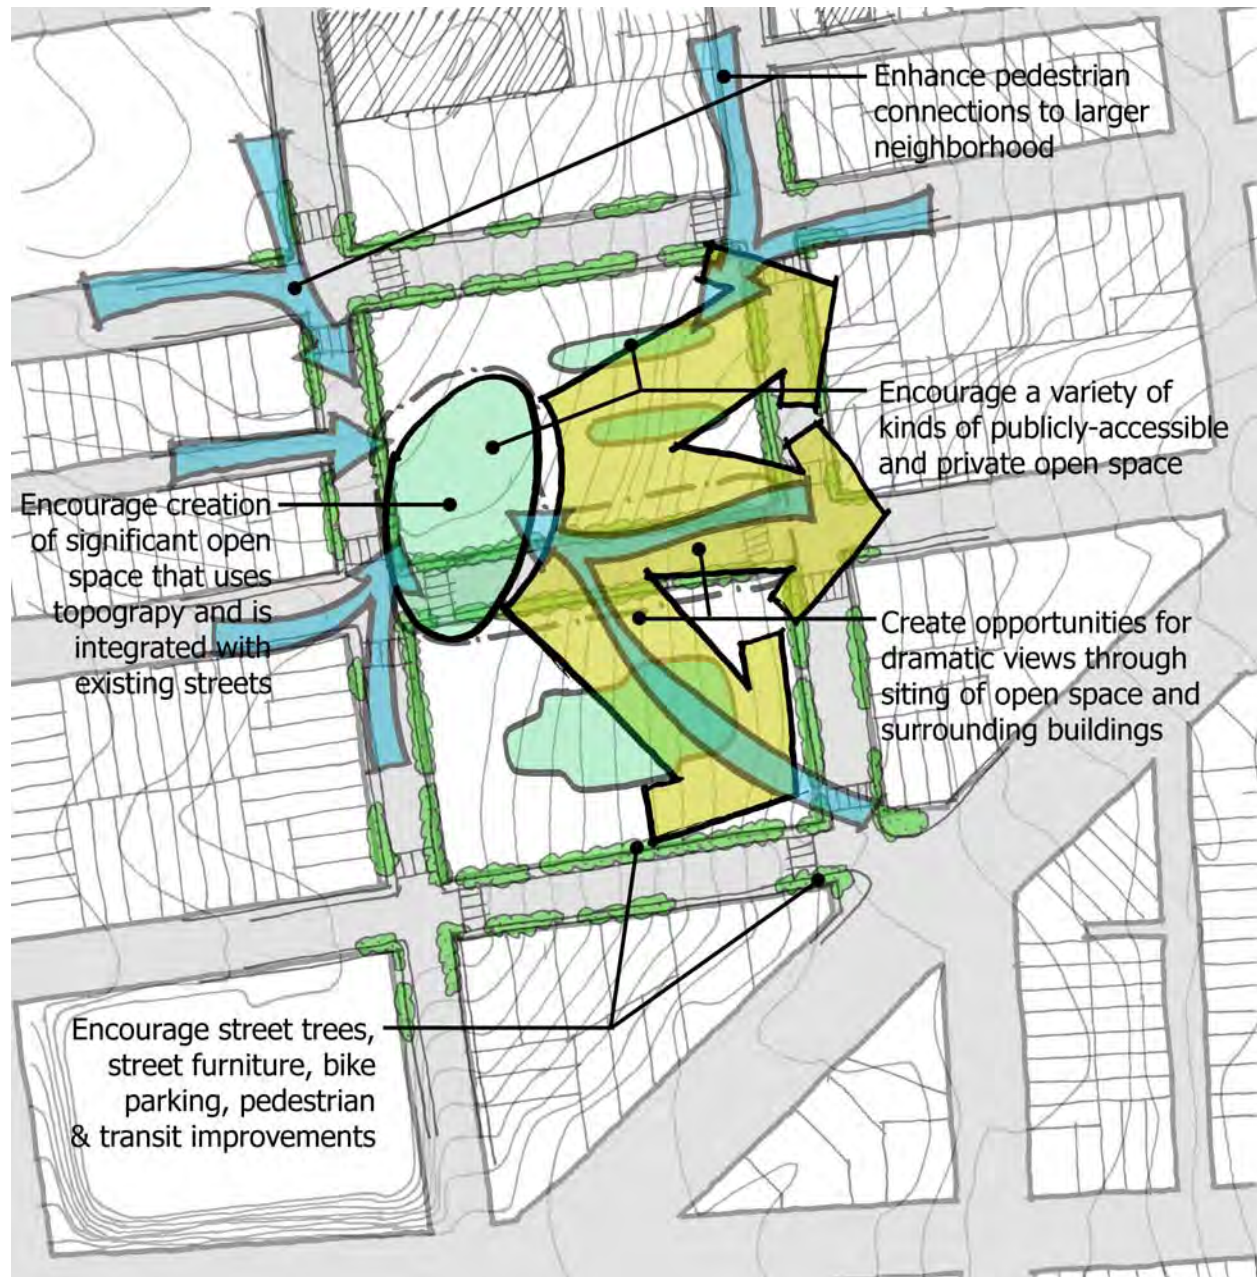 Enhance pedestrian
connections to larger
neighborhood
Encourage a variety of
kinds of publicly-accessible
and private open space
Encourage creation
of significant open
space that uses
topograpy and is
integrated with
existing streets
Create opportunities for
dramatic views through
siting of open space and
surrounding buildings
Encourage street trees,
street furniture, bike
parking, pedestrian
& transit improvements